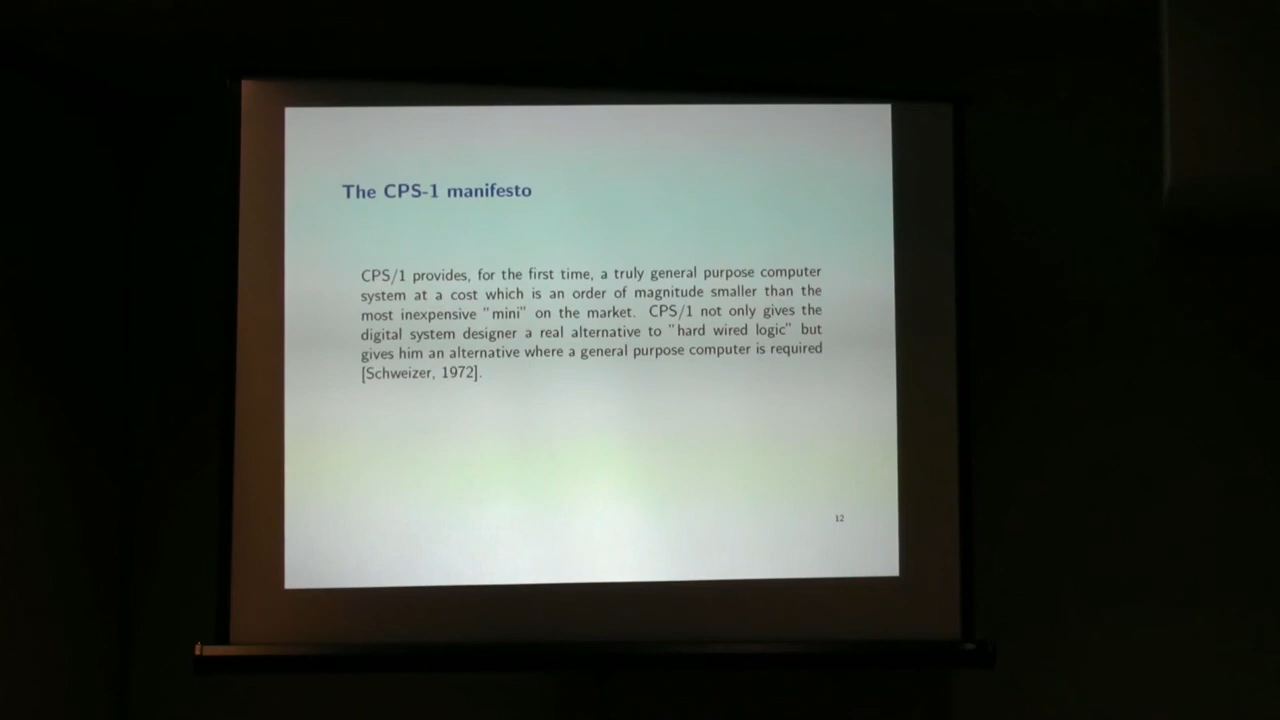 The CPS-1 manifesto
CPS/1 provides, for the first time, a truly general purpose computer
system at a cost which is an order of magnitude smaller than the
most inexpensive "mini" on the market. CPS/1 not only gives the
digital system designer a real alternative to "hard wired logic" but
gives him an alternative where a general purpose computer is required
[Schweizer, 1972].
12